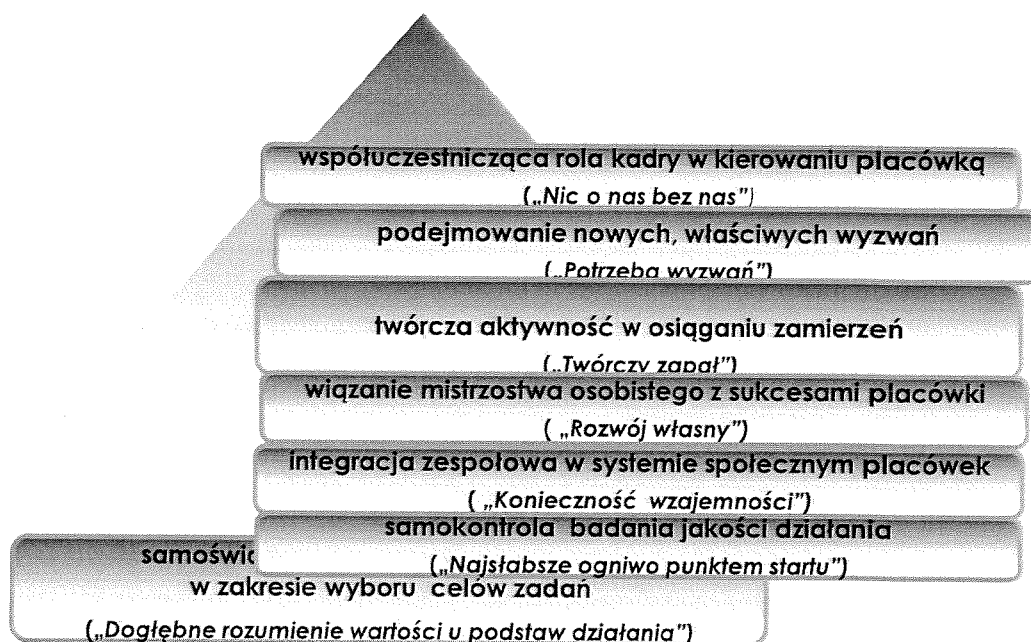 współuczestnicząca rola kadry w kierowaniu placówką
(„Nic o nas bez nas”)
podejmowanie nowych, właściwych wyzwań
(„Potrzeba wyzwań”)
twórcza aktywność w osiąganiu zamierzeń
(„Twórczy zapał”)
wiązanie mistrzostwa osobistego z sukcesami placówki
( „Rozwój własny”)
integracja zespołowa w systemie społecznym placówek
( „Konieczność wzajemności”)
samokontrola badania jakości działania
(„Najsłabsze ogniwo punktem startu”)
w zakresie wyboru celów zadań
(„Dogłębne rozumienie wartości u podstaw działania”)